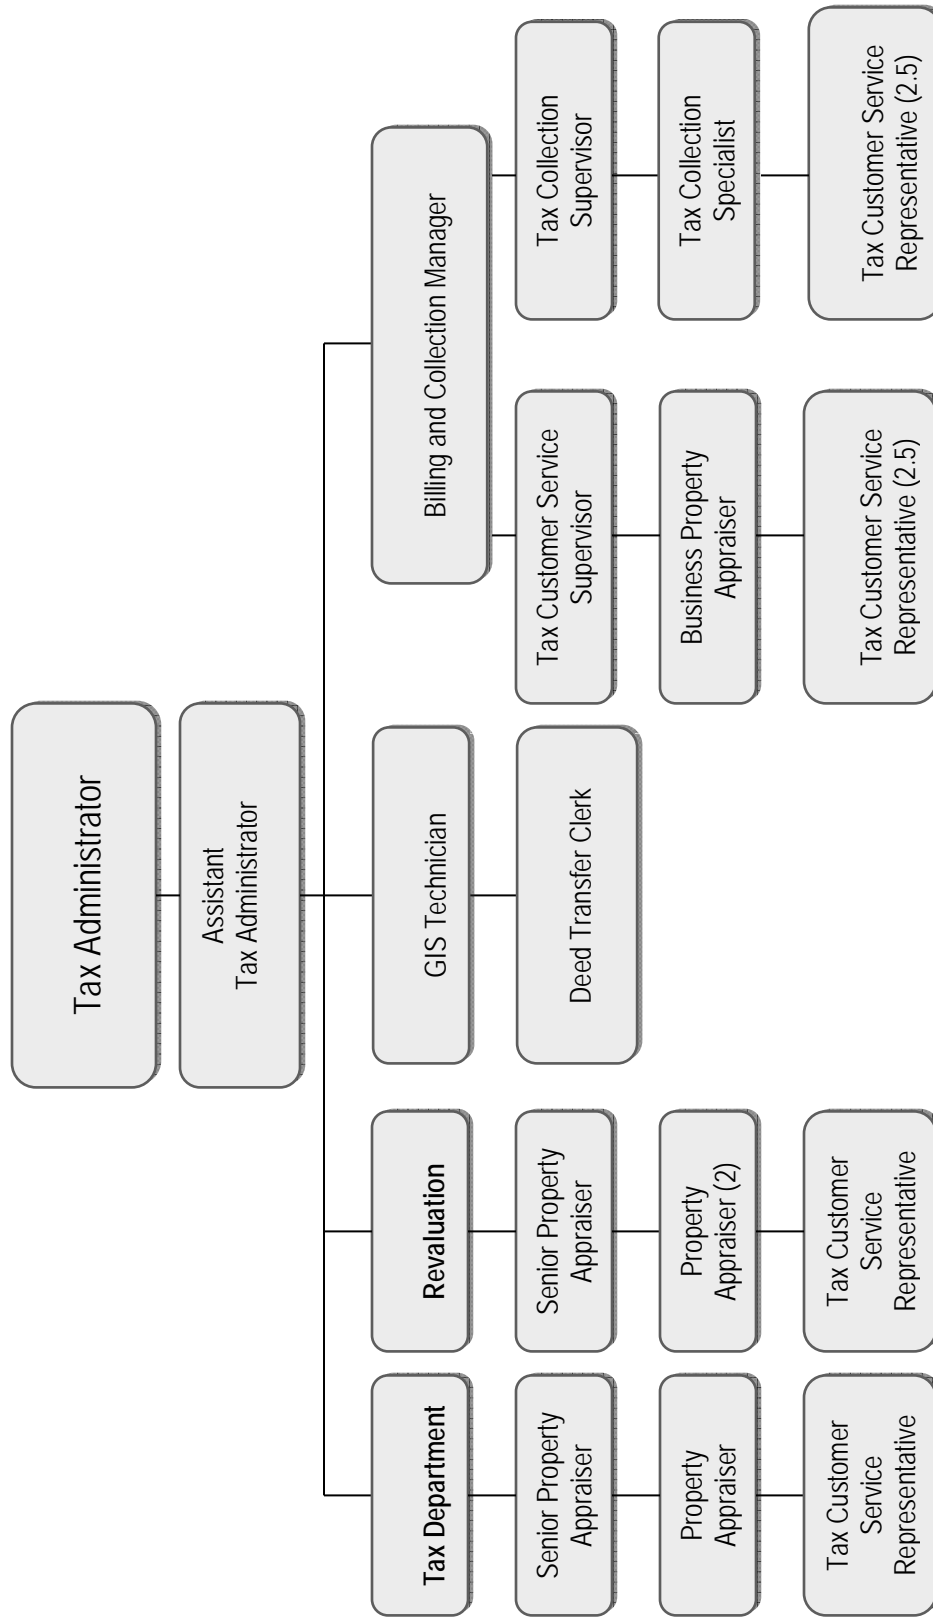 Tax Administrator
Assistant
Tax Administrator
Tax Department
Revaluation
GIS Technician
Billing and Collection Manager
Senior Property
Appraiser
Senior Property
Appraiser
Deed Transfer Clerk
Tax Customer Service
Supervisor
Tax Collection
Supervisor
Property
Appraiser
Property
Appraiser (2)
Business Property
Appraiser
Tax Collection
Specialist
Tax Customer
Service
Representative
Tax Customer
Service
Representative
Tax Customer Service
Representative (2.5)
Tax Customer Service
Representative (2.5)